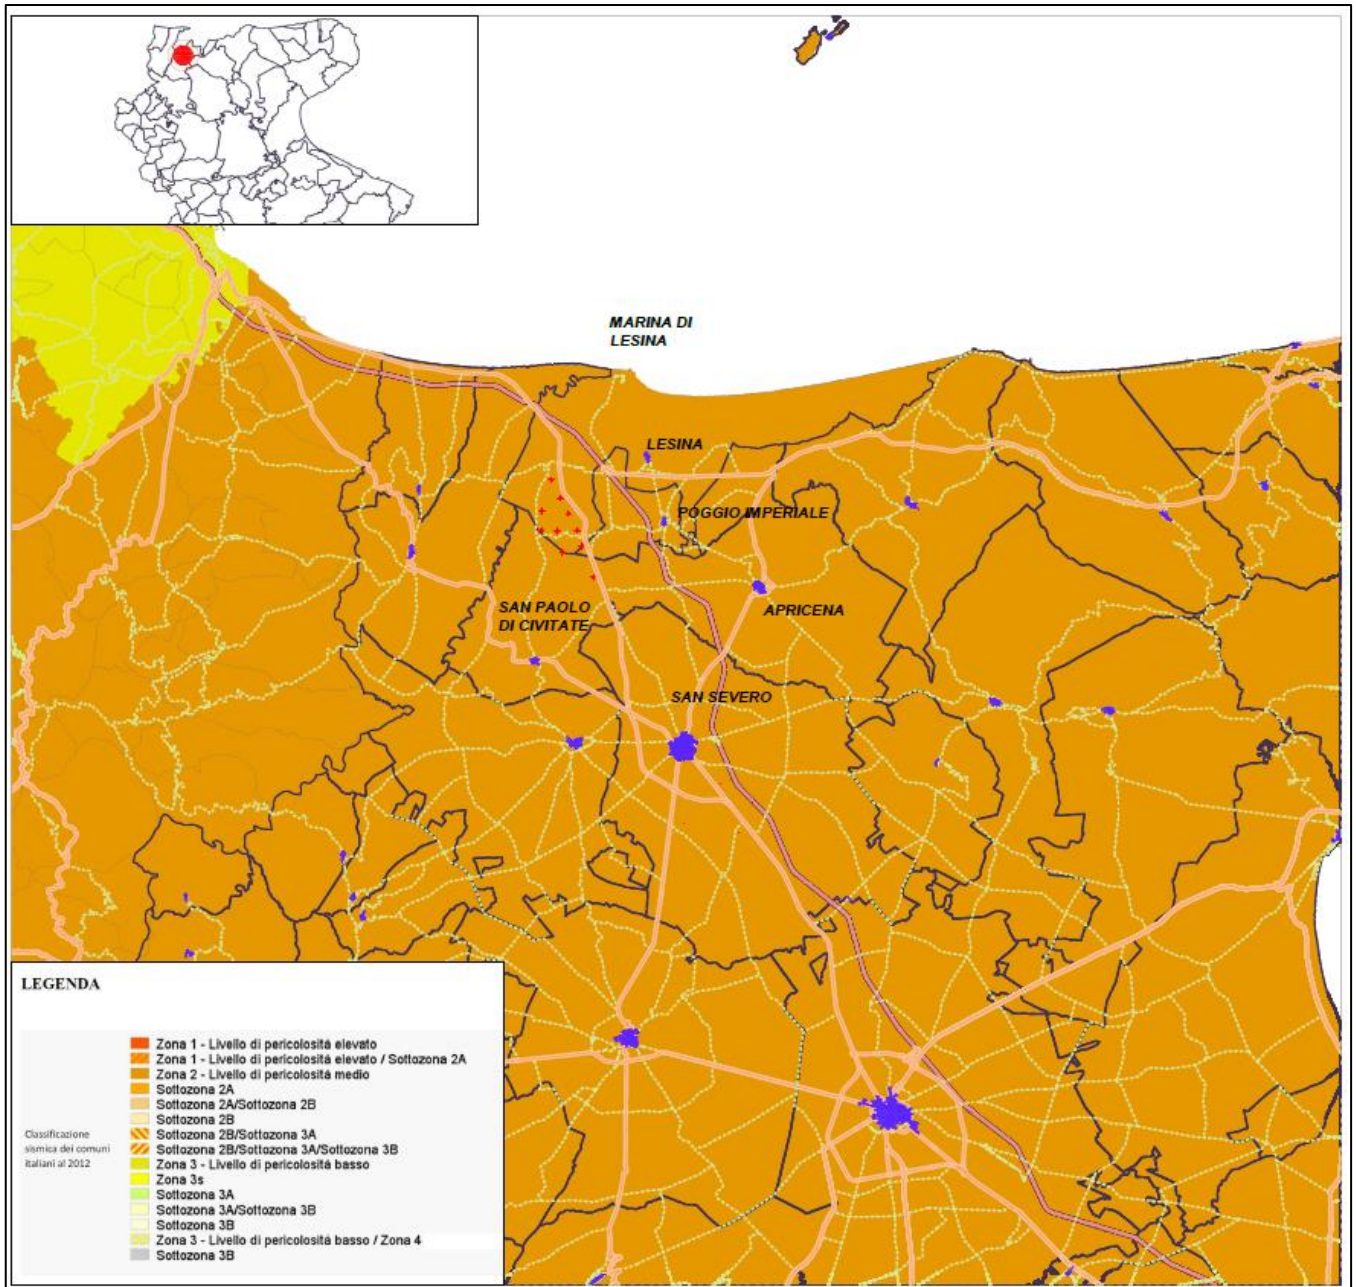 MARINA DI
LESINA
LESINA
POGGIO IMPERIALE
SAN PAOLO
DI CIVITATE
APRICENA
SAN SEVERO
LEGENDA
Classificazione
sismica dei comuni
italiani al 2012
Zona 1 - Livello di pericolosità elevato
Zona 1 - Livello di pericolosità elevato / Sottozona 2A
Zona 2 - Livello di pericolosità medio
Sottozona 2A
Sottozona 2A/Sottozona 2B
Sottozona 2B
Sottozona 2B/Sottozona 3A
Sottozona 2B/Sottozona 3A/Sottozona 3B
Zona 3 - Livello di pericolosità basso
Zona 3s
Sottozona 3A
Sottozona 3A/Sottozona 3B
Sottozona 3B
Zona 3 - Livello di pericolosità basso / Zona 4
Sottozona 3B